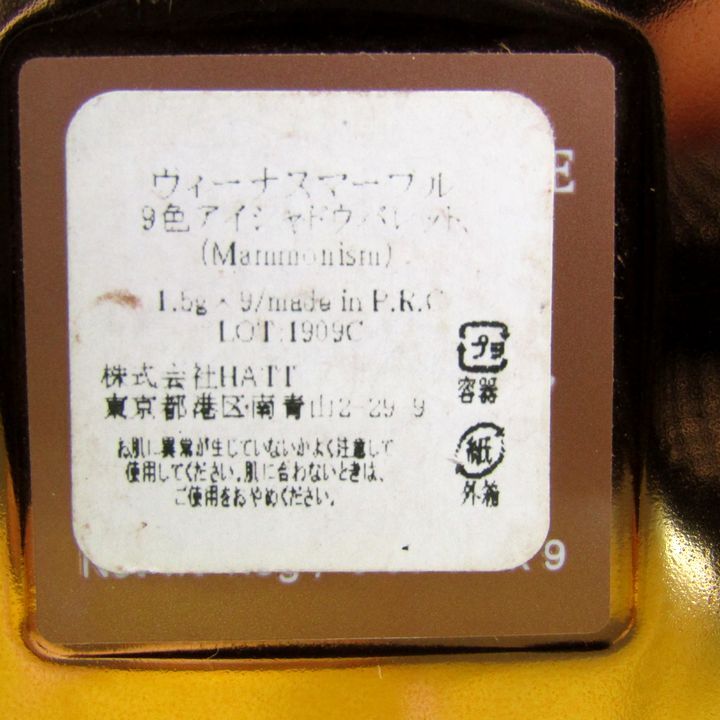 ウィーナスマーブル
9色アイシャドウパレット
(Mammonism)
1.5g × 9/made in P.R.C
LOT:1909C
株式会社HATT
東京都港区南青山2-29-9
プラ
容器
お肌に異常が生じていないかよく注意して
使用してください。肌に合わないときは、
ご使用をおやめください。
紙
外箱
E
9